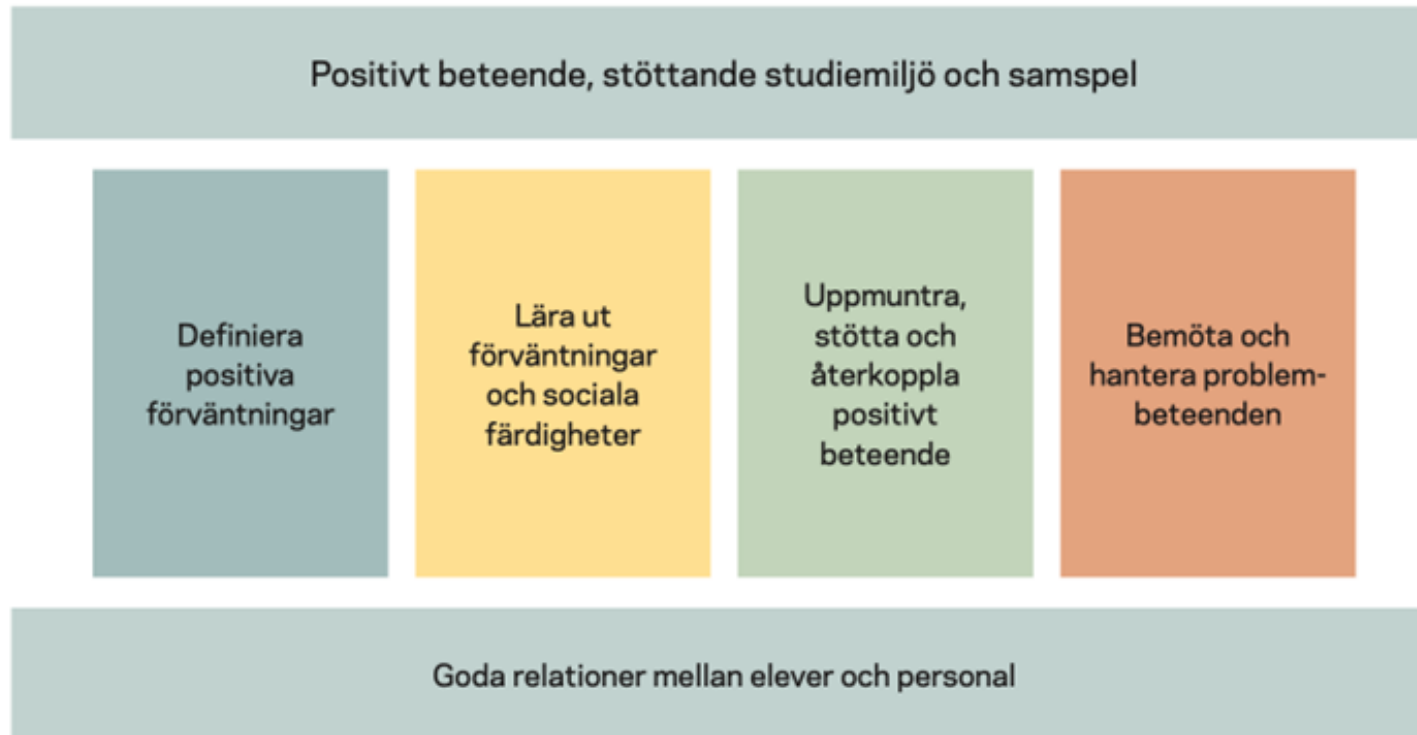 Positivt beteende, stöttande studiemiljö och samspel
Definiera
positiva
förväntningar
Lära ut
förväntningar
och sociala
färdigheter
Uppmuntra,
stötta och
återkoppla
positivt
beteende
Bemöta och
hantera problem-
beteenden
Goda relationer mellan elever och personal